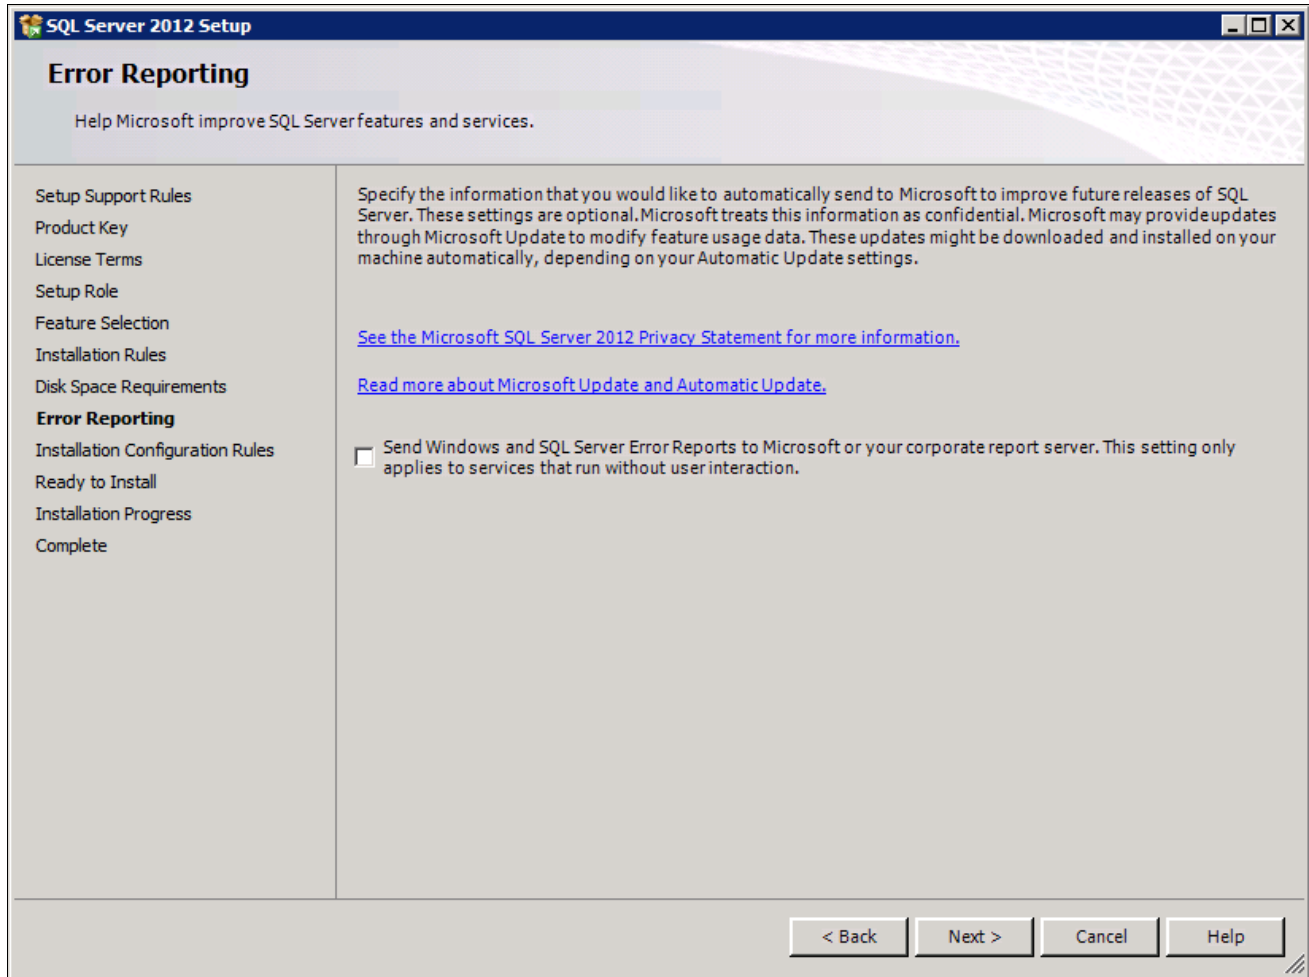 SQL Server 2012 Setup
Error Reporting
Help Microsoft improve SQL Server features and services.
Setup Support Rules
Product Key
License Terms
Setup Role
Feature Selection
Installation Rules
Disk Space Requirements
Error Reporting
Installation Configuration Rules
Ready to Install
Installation Progress
Complete
Specify the information that you would like to automatically send to Microsoft to improve future releases of SQL
Server. These settings are optional. Microsoft treats this information as confidential. Microsoft may provide updates
through Microsoft Update to modify feature usage data. These updates might be downloaded and installed on your
machine automatically, depending on your Automatic Update settings.
See the Microsoft SQL Server 2012 Privacy Statement for more information.
Read more about Microsoft Update and Automatic Update.
Send Windows and SQL Server Error Reports to Microsoft or your corporate report server. This setting only
applies to services that run without user interaction.
< Back
Next >
Cancel
Help